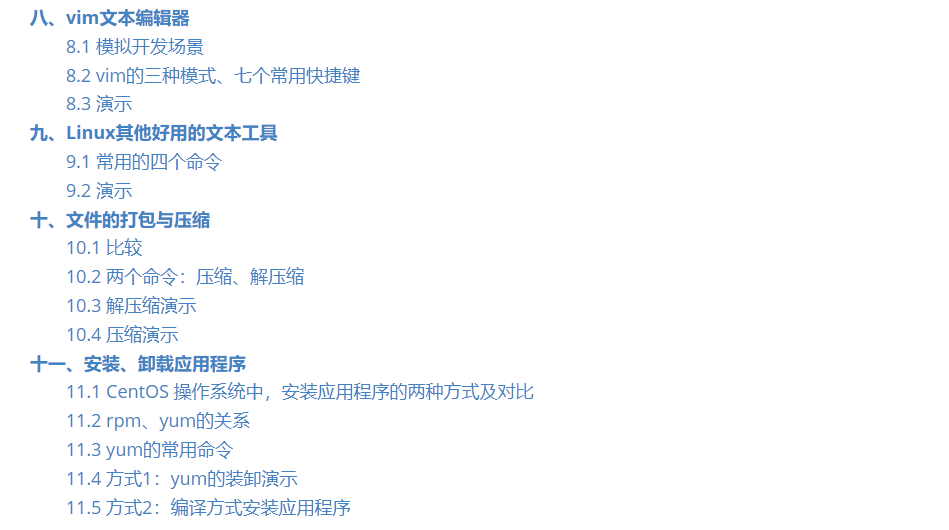 八、vim文本编辑器
8.1 模拟开发场景
8.2 vim的三种模式、七个常用快捷键
8.3 演示
九、Linux其他好用的文本工具
9.1 常用的四个命令
9.2 演示
十、文件的打包与压缩
10.1 比较
10.2 两个命令：压缩、解压缩
10.3 解压缩演示
10.4 压缩演示
十一、安装、卸载应用程序
11.1 CentOS 操作系统中，安装应用程序的两种方式及对比
11.2 rpm、yum的关系
11.3 yum的常用命令
11.4 方式1：yum的装卸演示
11.5 方式2：编译方式安装应用程序